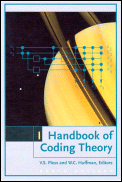 I
Handbook of
Coding Theory
V.S. Pless and W.C. Huffman, Editors